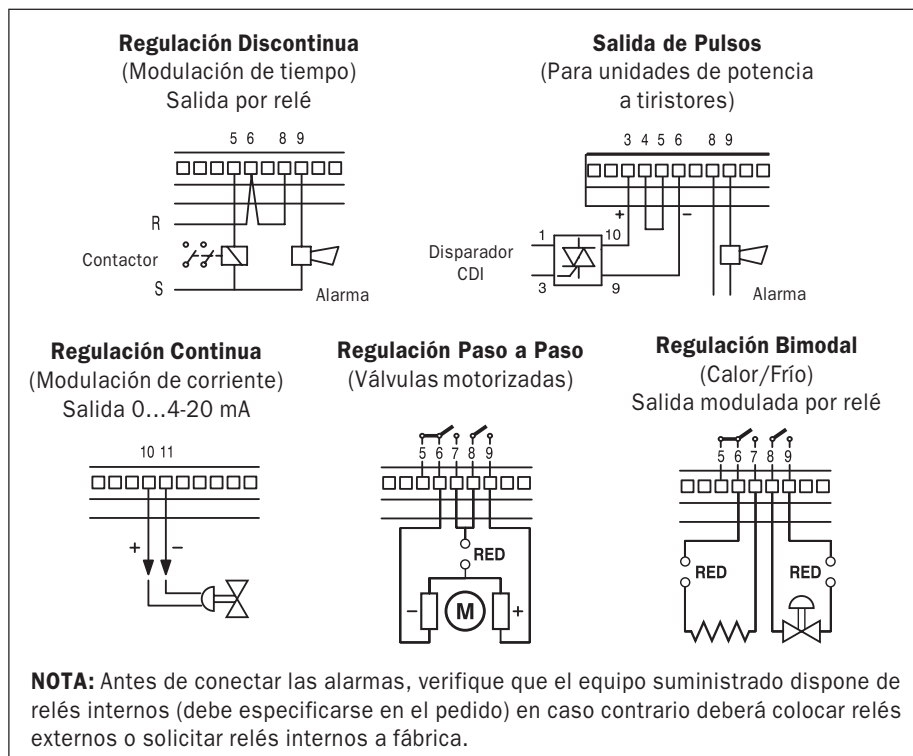 Regulación Discontinua
(Modulación de tiempo)
Salida por relé
5 6 8 9
R
Contactor
S
Alarma
Salida de Pulsos
(Para unidades de potencia
a tiristores)
3 4 5 6 8 9
+ −
1 10
Disparador
CDI
3 9
Alarma
Regulación Continua
(Modulación de corriente)
Salida 0...4-20 mA
10 11
+ −
Regulación Paso a Paso
(Válvulas motorizadas)
5 6 7 8 9
RED
− M +
Regulación Bimodal
(Calor/Frío)
Salida modulada por relé
5 6 7 8 9
RED RED
NOTA: Antes de conectar las alarmas, verifique que el equipo suministrado dispone de
relés internos (debe especificarse en el pedido) en caso contrario deberá colocar relés
externos o solicitar relés internos a fábrica.